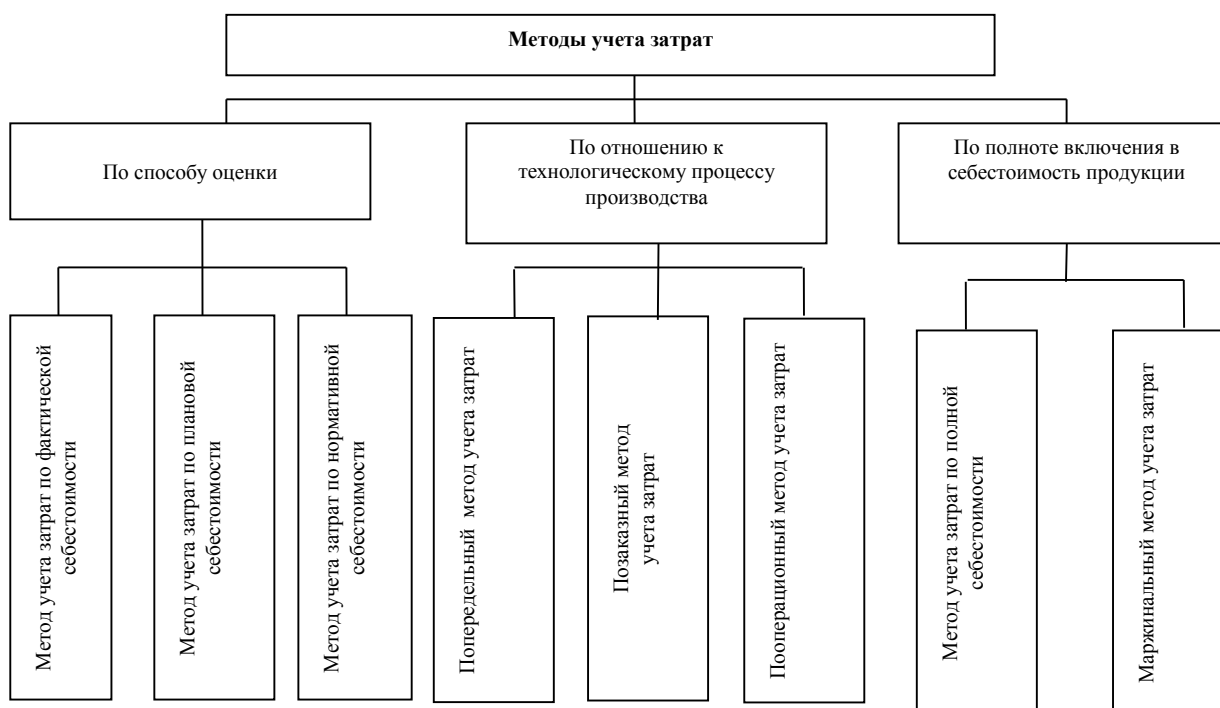 Методы учета затрат
По способу оценки
По отношению к
технологическому процессу
производства
По полноте включения в
себестоимость продукции
Метод учета затрат по фактической
себестоимости
Метод учета затрат по плановой
себестоимости
Метод учета затрат по нормативной
себестоимости
Попередельный метод учета затрат
Позаказный метод
учета затрат
Пооперационный метод учета затрат
Метод учета затрат по полной
себестоимости
Маржинальный метод учета затрат